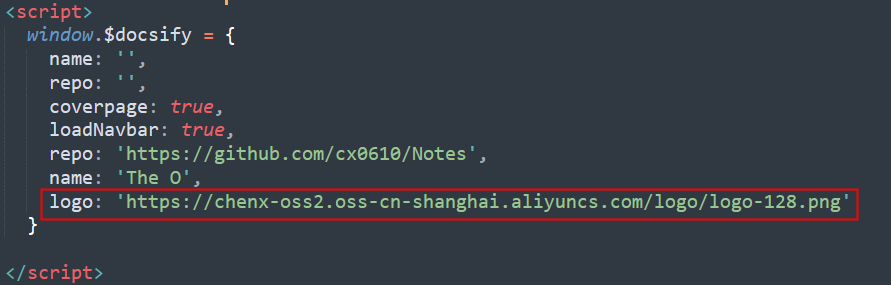 <script>
window.$docsify = {
name: '',
repo: '',
coverpage: true,
loadNavbar: true,
repo: 'https://github.com/cx0610/Notes',
name: 'The O',
logo: 'https://chenx-oss2.oss-cn-shanghai.aliyuncs.com/logo/logo-128.png'
}
</script>